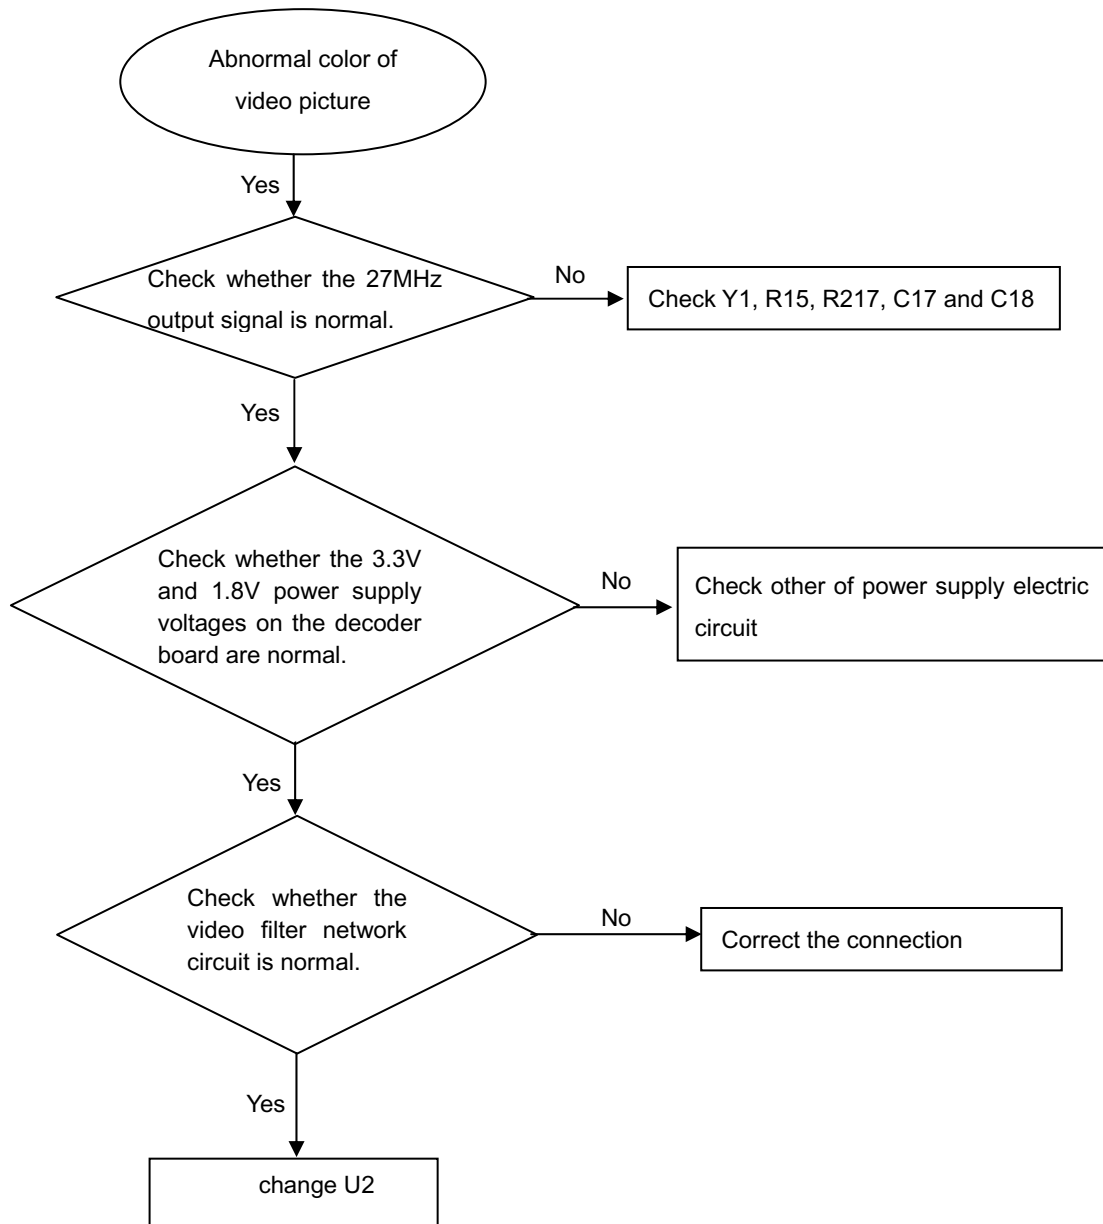 Abnormal color of
video picture
Yes
Check whether the 27MHz
output signal is normal.
No
Check Y1, R15, R217, C17 and C18
Yes
Check whether the 3.3V
and 1.8V power supply
voltages on the decoder
board are normal.
No
Check other of power supply electric
circuit
Yes
Check whether the
video filter network
circuit is normal.
No
Correct the connection
Yes
change U2